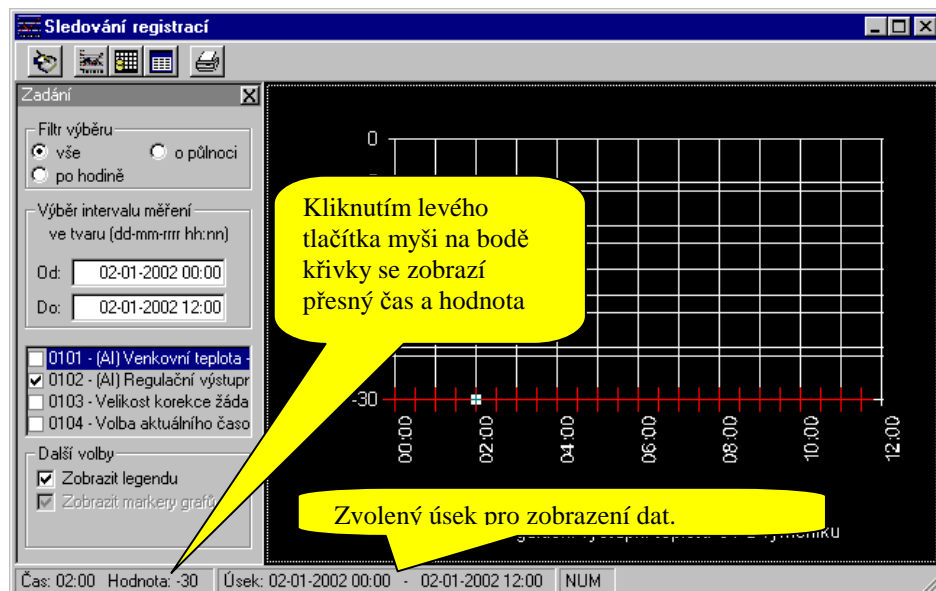 Sledování registrací
Zadání
Filtr výběru
vše
o půlnoci
po hodině
Výběr intervalu měření
ve tvaru (dd-mm-rrrr hh:nn)
Od: 02-01-2002 00:00
Do: 02-01-2002 12:00
0101 - (AI) Venkovní teplota -
0102 - (AI) Regulační výstupr
0103 - Velikost korekce žáda
0104 - Volba aktuálního časo
Další volby
Zobrazit legendu
Zobrazit markery grafů
Kliknutím levého
tlačítka myši na bodě
křivky se zobrazí
přesný čas a hodnota
0
-30
00:00
02:00
04:00
06:00
08:00
10:00
12:00
Zvolený úsek pro zobrazení dat.
Čas: 02:00 Hodnota: -30
Úsek: 02-01-2002 00:00 - 02-01-2002 12:00
NUM